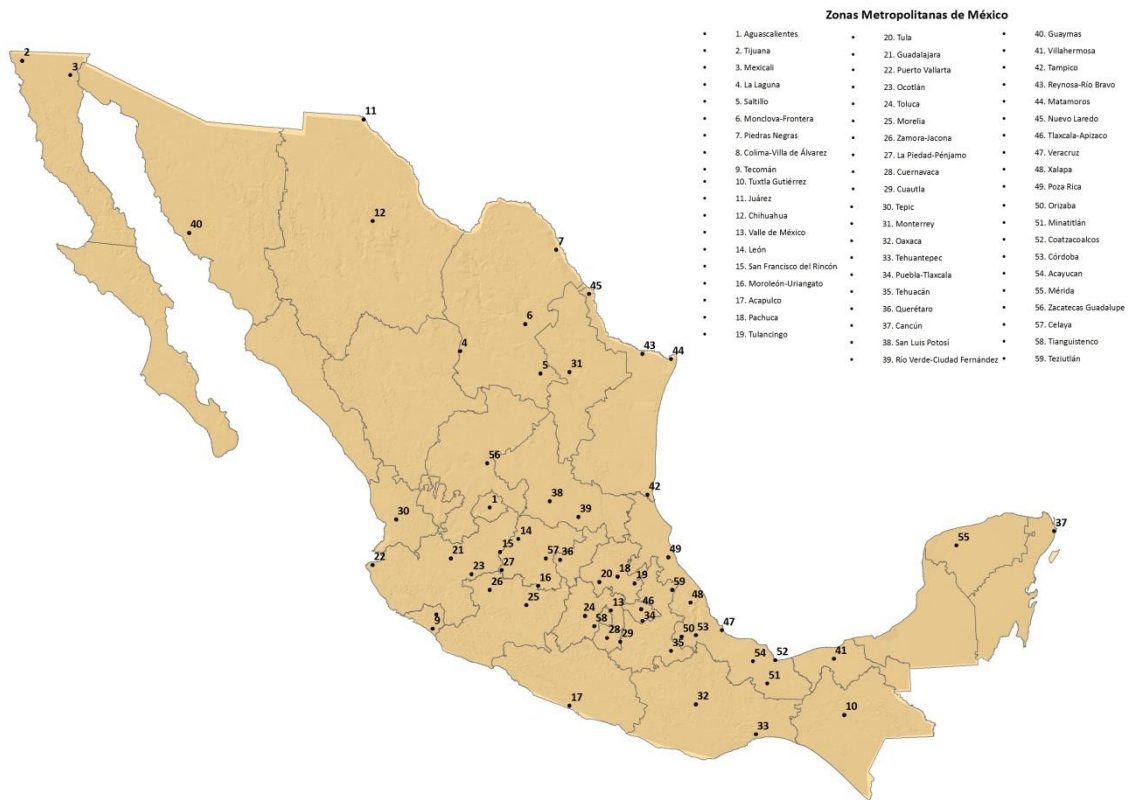 Zonas Metropolitanas de México
1. Aguascalientes
2. Tijuana
3. Mexicali
4. La Laguna
5. Saltillo
6. Monclova-Frontera
7. Piedras Negras
8. Colima-Villa de Álvarez
9. Tecomán
10. Tuxtla Gutiérrez
11. Juárez
12. Chihuahua
13. Valle de México
14. León
15. San Francisco del Rincón
16. Moroleón-Uriangato
17. Acapulco
18. Pachuca
19. Tulancingo
20. Tula
21. Guadalajara
22. Puerto Vallarta
23. Ocotlán
24. Toluca
25. Morelia
26. Zamora-Jacona
27. La Piedad-Pénjamo
28. Cuernavaca
29. Cuautla
30. Tepic
31. Monterrey
32. Oaxaca
33. Tehuantepec
34. Puebla-Tlaxcala
35. Tehuacán
36. Querétaro
37. Cancún
38. San Luis Potosí
39. Río Verde-Ciudad Fernández
40. Guaymas
41. Villahermosa
42. Tampico
43. Reynosa-Río Bravo
44. Matamoros
45. Nuevo Laredo
46. Tlaxcala-Apizaco
47. Veracruz
48. Xalapa
49. Poza Rica
50. Orizaba
51. Minatitlán
52. Coatzacoalcos
53. Córdoba
54. Acayucan
55. Mérida
56. Zacatecas Guadalupe
57. Celaya
58. Tianguistenco
59. Teziutlán
2
3
11
12
40
7
45
6
4
43
44
5
31
56
42
38
1
39
30
37
14
55
15
21
57
36
49
22
23
27
20
18
19
26
16
59
48
25
24
13
46
9
58
34
47
28
29
50
53
35
54
52
41
51
17
32
10
33